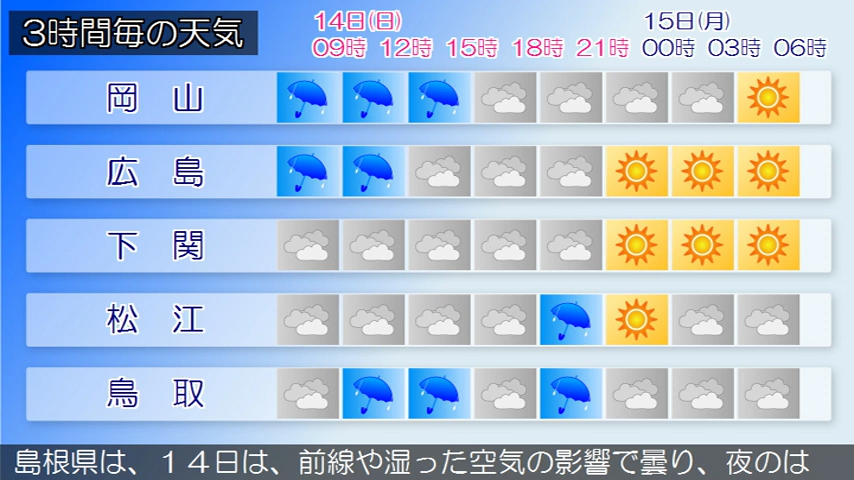 3時間毎の天気
14日(日) 15日(月)
09時 12時 15時 18時 21時 00時 03時 06時
岡 山
広 島
下 関
松 江
鳥 取
島根県は、１４日は、前線や湿った空気の影響で曇り、夜のは